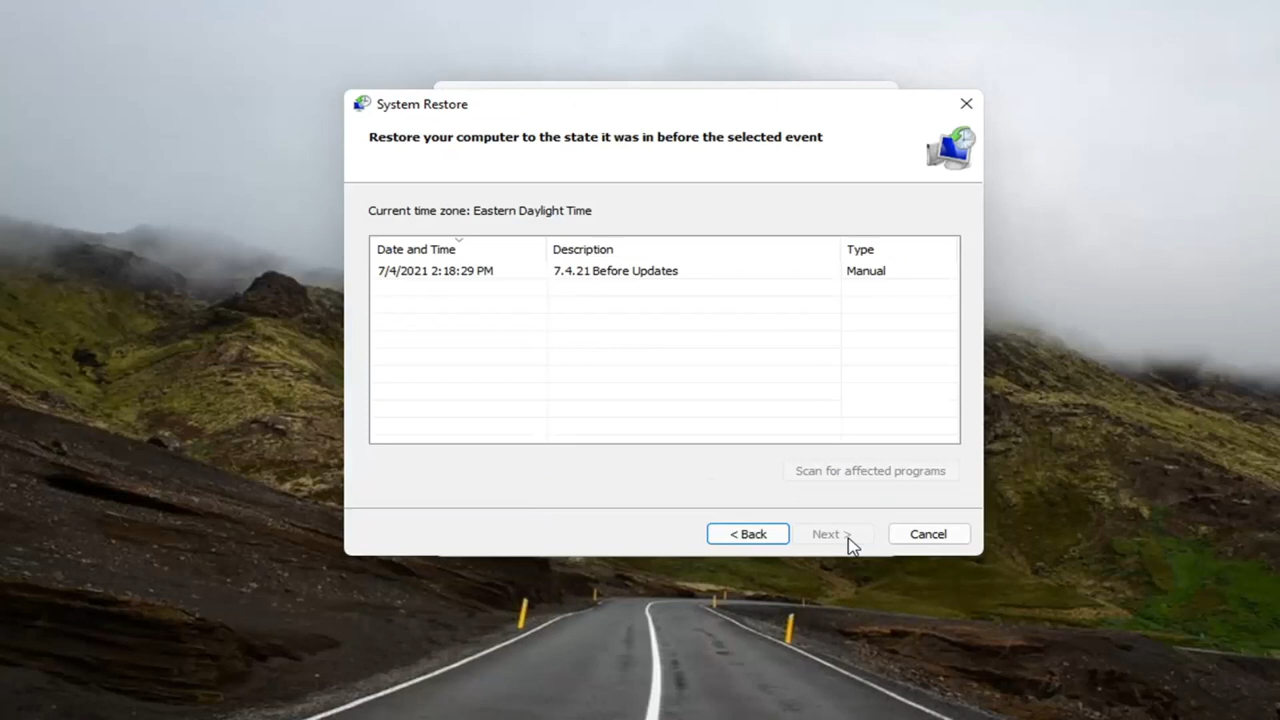 System Restore
Restore your computer to the state it was in before the selected event
Current time zone: Eastern Daylight Time
Date and Time Description Type
7/4/2021 2:18:29 PM 7.4.21 Before Updates Manual
Scan for affected programs
< Back Next > Cancel